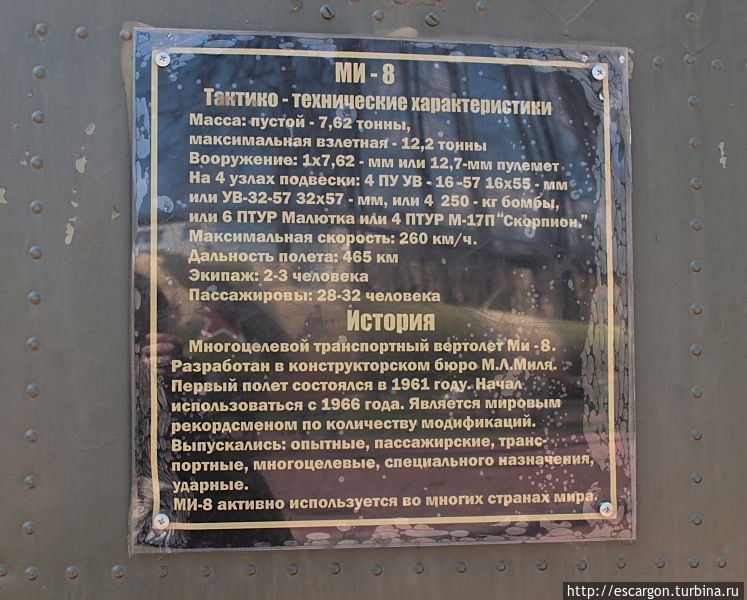 МИ - 8
Тактико - технические характеристики
Масса: пустой - 7,62 тонны,
максимальная взлетная - 12,2 тонны
Вооружение: 1х7,62 - мм или 12,7-мм пулемет
На 4 узлах подвески: 4 ПУ УВ - 16 -57 16х55 - мм
или УВ-32-57 32х57 - мм, или 4 250 - кг бомбы,
или 6 ПТУР Малютка или 4 ПТУР М-17П “Скорпион.”
Максимальная скорость: 260 км/ч.
Дальность полета: 465 км
Экипаж: 2-3 человека
Пассажировы: 28-32 человека
История
Многоцелевой транспортный вертолет Ми -8.
Разработан в конструкторском бюро М.Л.Миля.
Первый полет состоялся в 1961 году. Начал
использоваться с 1966 года. Является мировым
рекордсменом по количеству модификаций.
Выпускались: опытные, пассажирские, транс-
портные, многоцелевые, специального назначения,
ударные.
МИ-8 активно используется во многих странах мира.
http://escargon.turbina.ru/